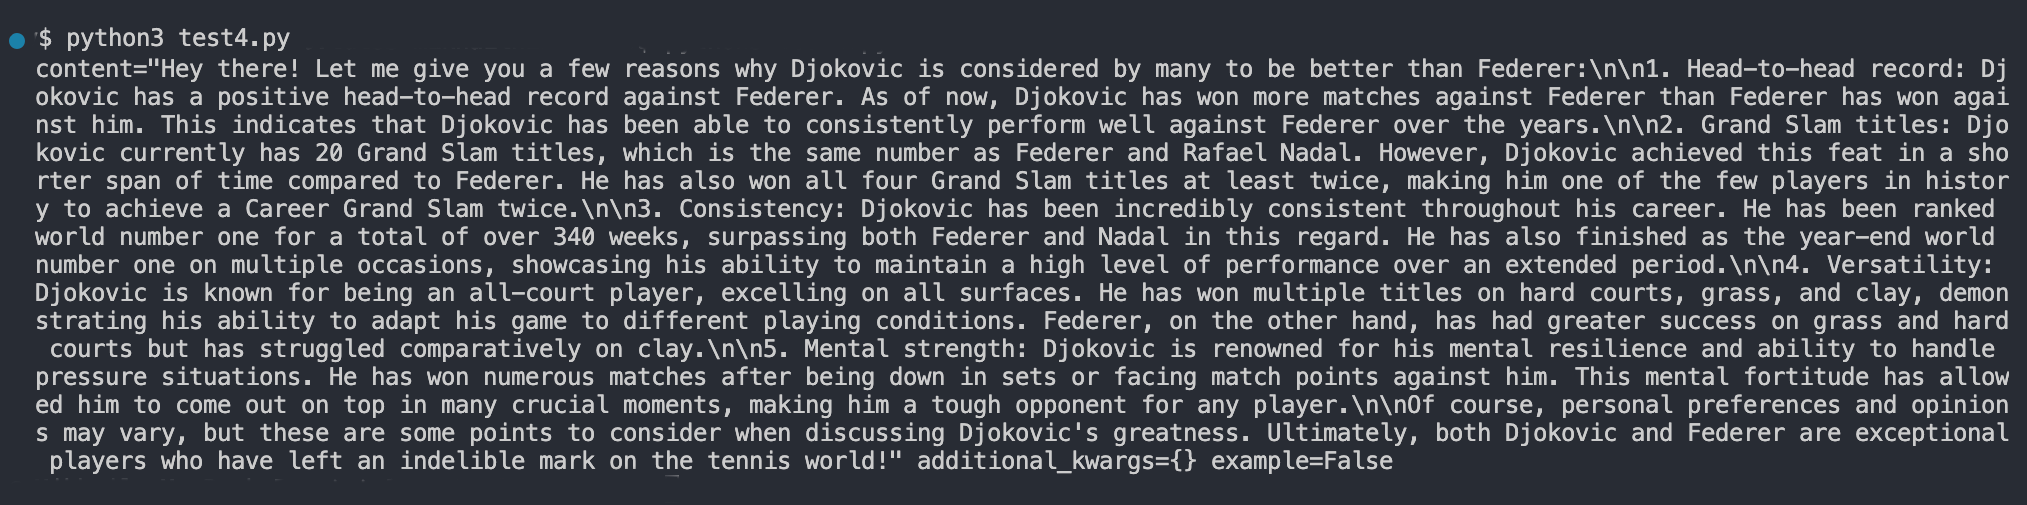 $ python3 test4.py
content="Hey there! Let me give you a few reasons why Djokovic is considered by many to be better than Federer:\n\n1. Head-to-head record: Dj
okovic has a positive head-to-head record against Federer. As of now, Djokovic has won more matches against Federer than Federer has won agai
nst him. This indicates that Djokovic has been able to consistently perform well against Federer over the years.\n\n2. Grand Slam titles: Djo
kovic currently has 20 Grand Slam titles, which is the same number as Federer and Rafael Nadal. However, Djokovic achieved this feat in a sho
rter span of time compared to Federer. He has also won all four Grand Slam titles at least twice, making him one of the few players in histor
y to achieve a Career Grand Slam twice.\n\n3. Consistency: Djokovic has been incredibly consistent throughout his career. He has been ranked
world number one for a total of over 340 weeks, surpassing both Federer and Nadal in this regard. He has also finished as the year-end world
number one on multiple occasions, showcasing his ability to maintain a high level of performance over an extended period.\n\n4. Versatility:
Djokovic is known for being an all-court player, excelling on all surfaces. He has won multiple titles on hard courts, grass, and clay, demon
strating his ability to adapt his game to different playing conditions. Federer, on the other hand, has had greater success on grass and hard
 courts but has struggled comparatively on clay.\n\n5. Mental strength: Djokovic is renowned for his mental resilience and ability to handle
pressure situations. He has won numerous matches after being down in sets or facing match points against him. This mental fortitude has allow
ed him to come out on top in many crucial moments, making him a tough opponent for any player.\n\nOf course, personal preferences and opinion
s may vary, but these are some points to consider when discussing Djokovic's greatness. Ultimately, both Djokovic and Federer are exceptional
 players who have left an indelible mark on the tennis world!" additional_kwargs={} example=False